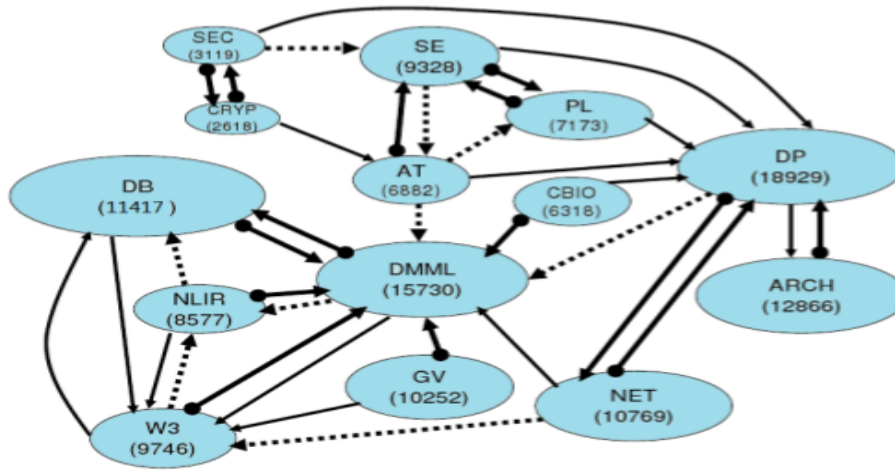 SEC
(3119)
SE
(9328)
CRYP
(2618)
PL
(7173)
DP
(18929)
AT
(6882)
DB
(11417 )
CBIO
(6318)
DMML
(15730)
ARCH
(12866)
NLIR
(8577)
GV
(10252)
NET
(10769)
W3
(9746)